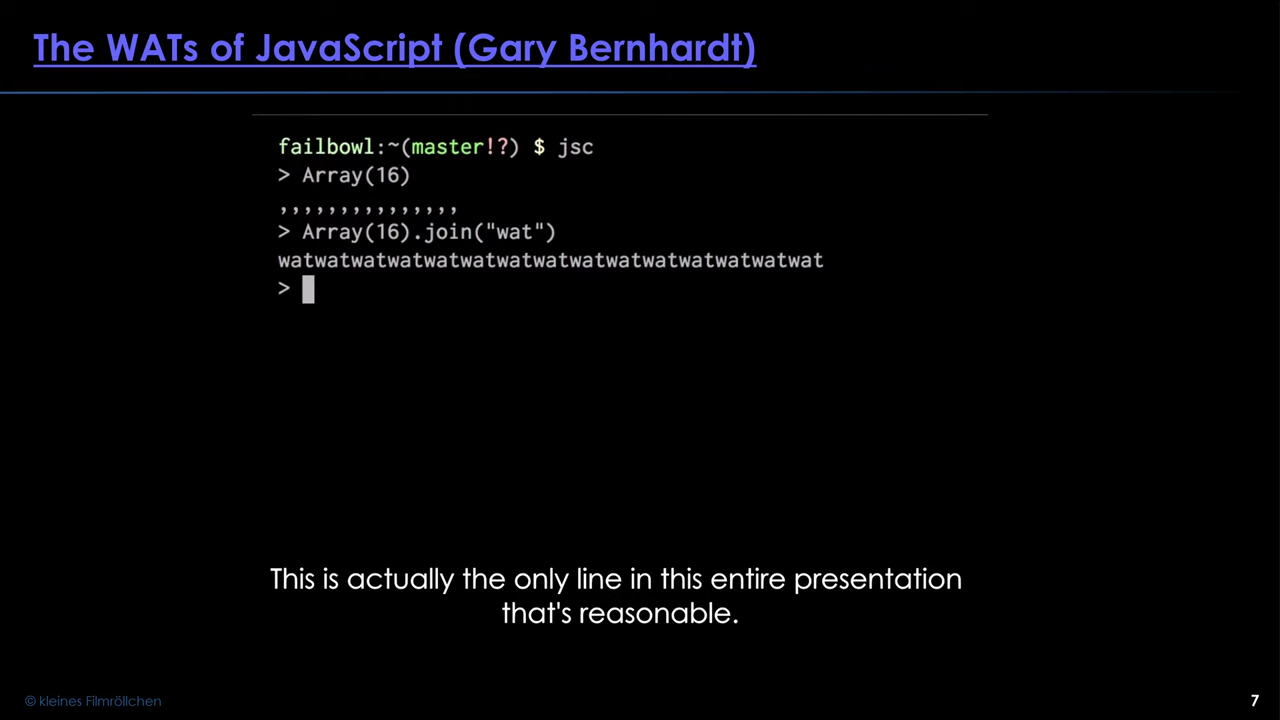 The WATs of JavaScript (Gary Bernhardt)
failbowl:~(master!?) $ jsc
> Array(16)
,,,,,,,,,,,,,,,
> Array(16).join("wat")
watwatwatwatwatwatwatwatwatwatwatwatwatwatwat
>
This is actually the only line in this entire presentation
that's reasonable.
© kleines Filmröllchen
7